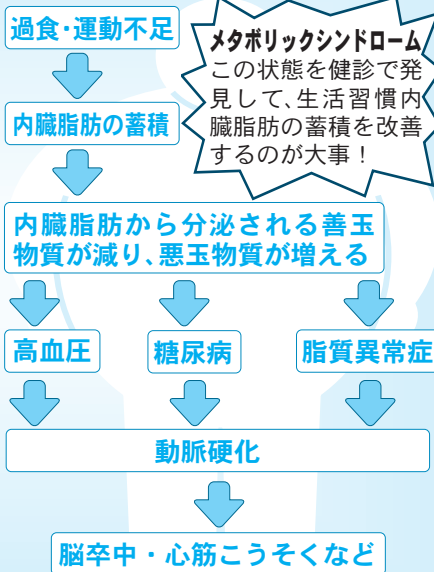 過食・運動不足
メタボリックシンドローム
この状態を健診で発
見して、生活習慣内
臓脂肪の蓄積を改善
するのが大事！
内臓脂肪の蓄積
内臓脂肪から分泌される善玉
物質が減り、悪玉物質が増える
高血圧
糖尿病
脂質異常症
動脈硬化
脳卒中・心筋こうそくなど